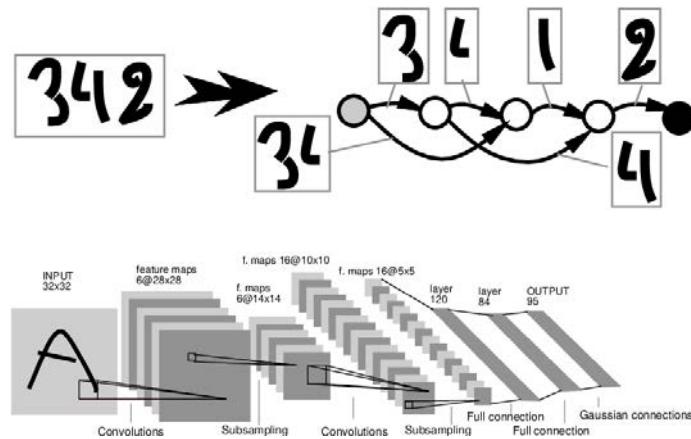 342
3
4
1
2
34
4
INPUT
32x32
feature maps
6@28x28
f. maps
6@14x14
f. maps 16@10x10
f. maps 16@5x5
layer
120
layer
84
OUTPUT
95
A
Convolutions
Subsampling
Convolutions
Subsampling
Full connection
Full connection
Gaussian connections